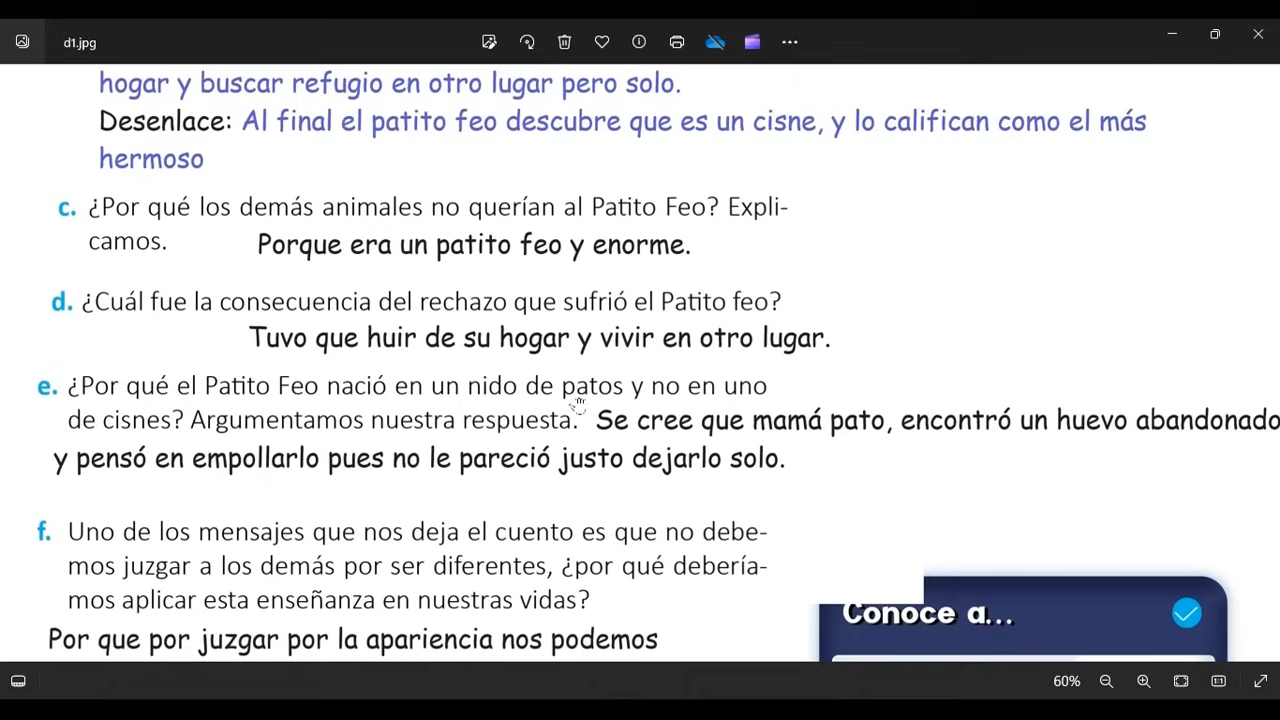 d1.jpg
hogar y buscar refugio en otro lugar pero solo.
Desenlace: Al final el patito feo descubre que es un cisne, y lo califican como el más
hermoso
c. ¿Por qué los demás animales no querían al Patito Feo? Expli-
camos. Porque era un patito feo y enorme.
d. ¿Cuál fue la consecuencia del rechazo que sufrió el Patito feo?
Tuvo que huir de su hogar y vivir en otro lugar.
e. ¿Por qué el Patito Feo nació en un nido de patos y no en uno
de cisnes? Argumentamos nuestra respuesta. Se cree que mamá pato, encontró un huevo abandonado
y pensó en empollarlo pues no le pareció justo dejarlo solo.
f. Uno de los mensajes que nos deja el cuento es que no debe-
mos juzgar a los demás por ser diferentes, ¿por qué debería-
mos aplicar esta enseñanza en nuestras vidas?
Conoce a...
Por que por juzgar por la apariencia nos podemos
60%